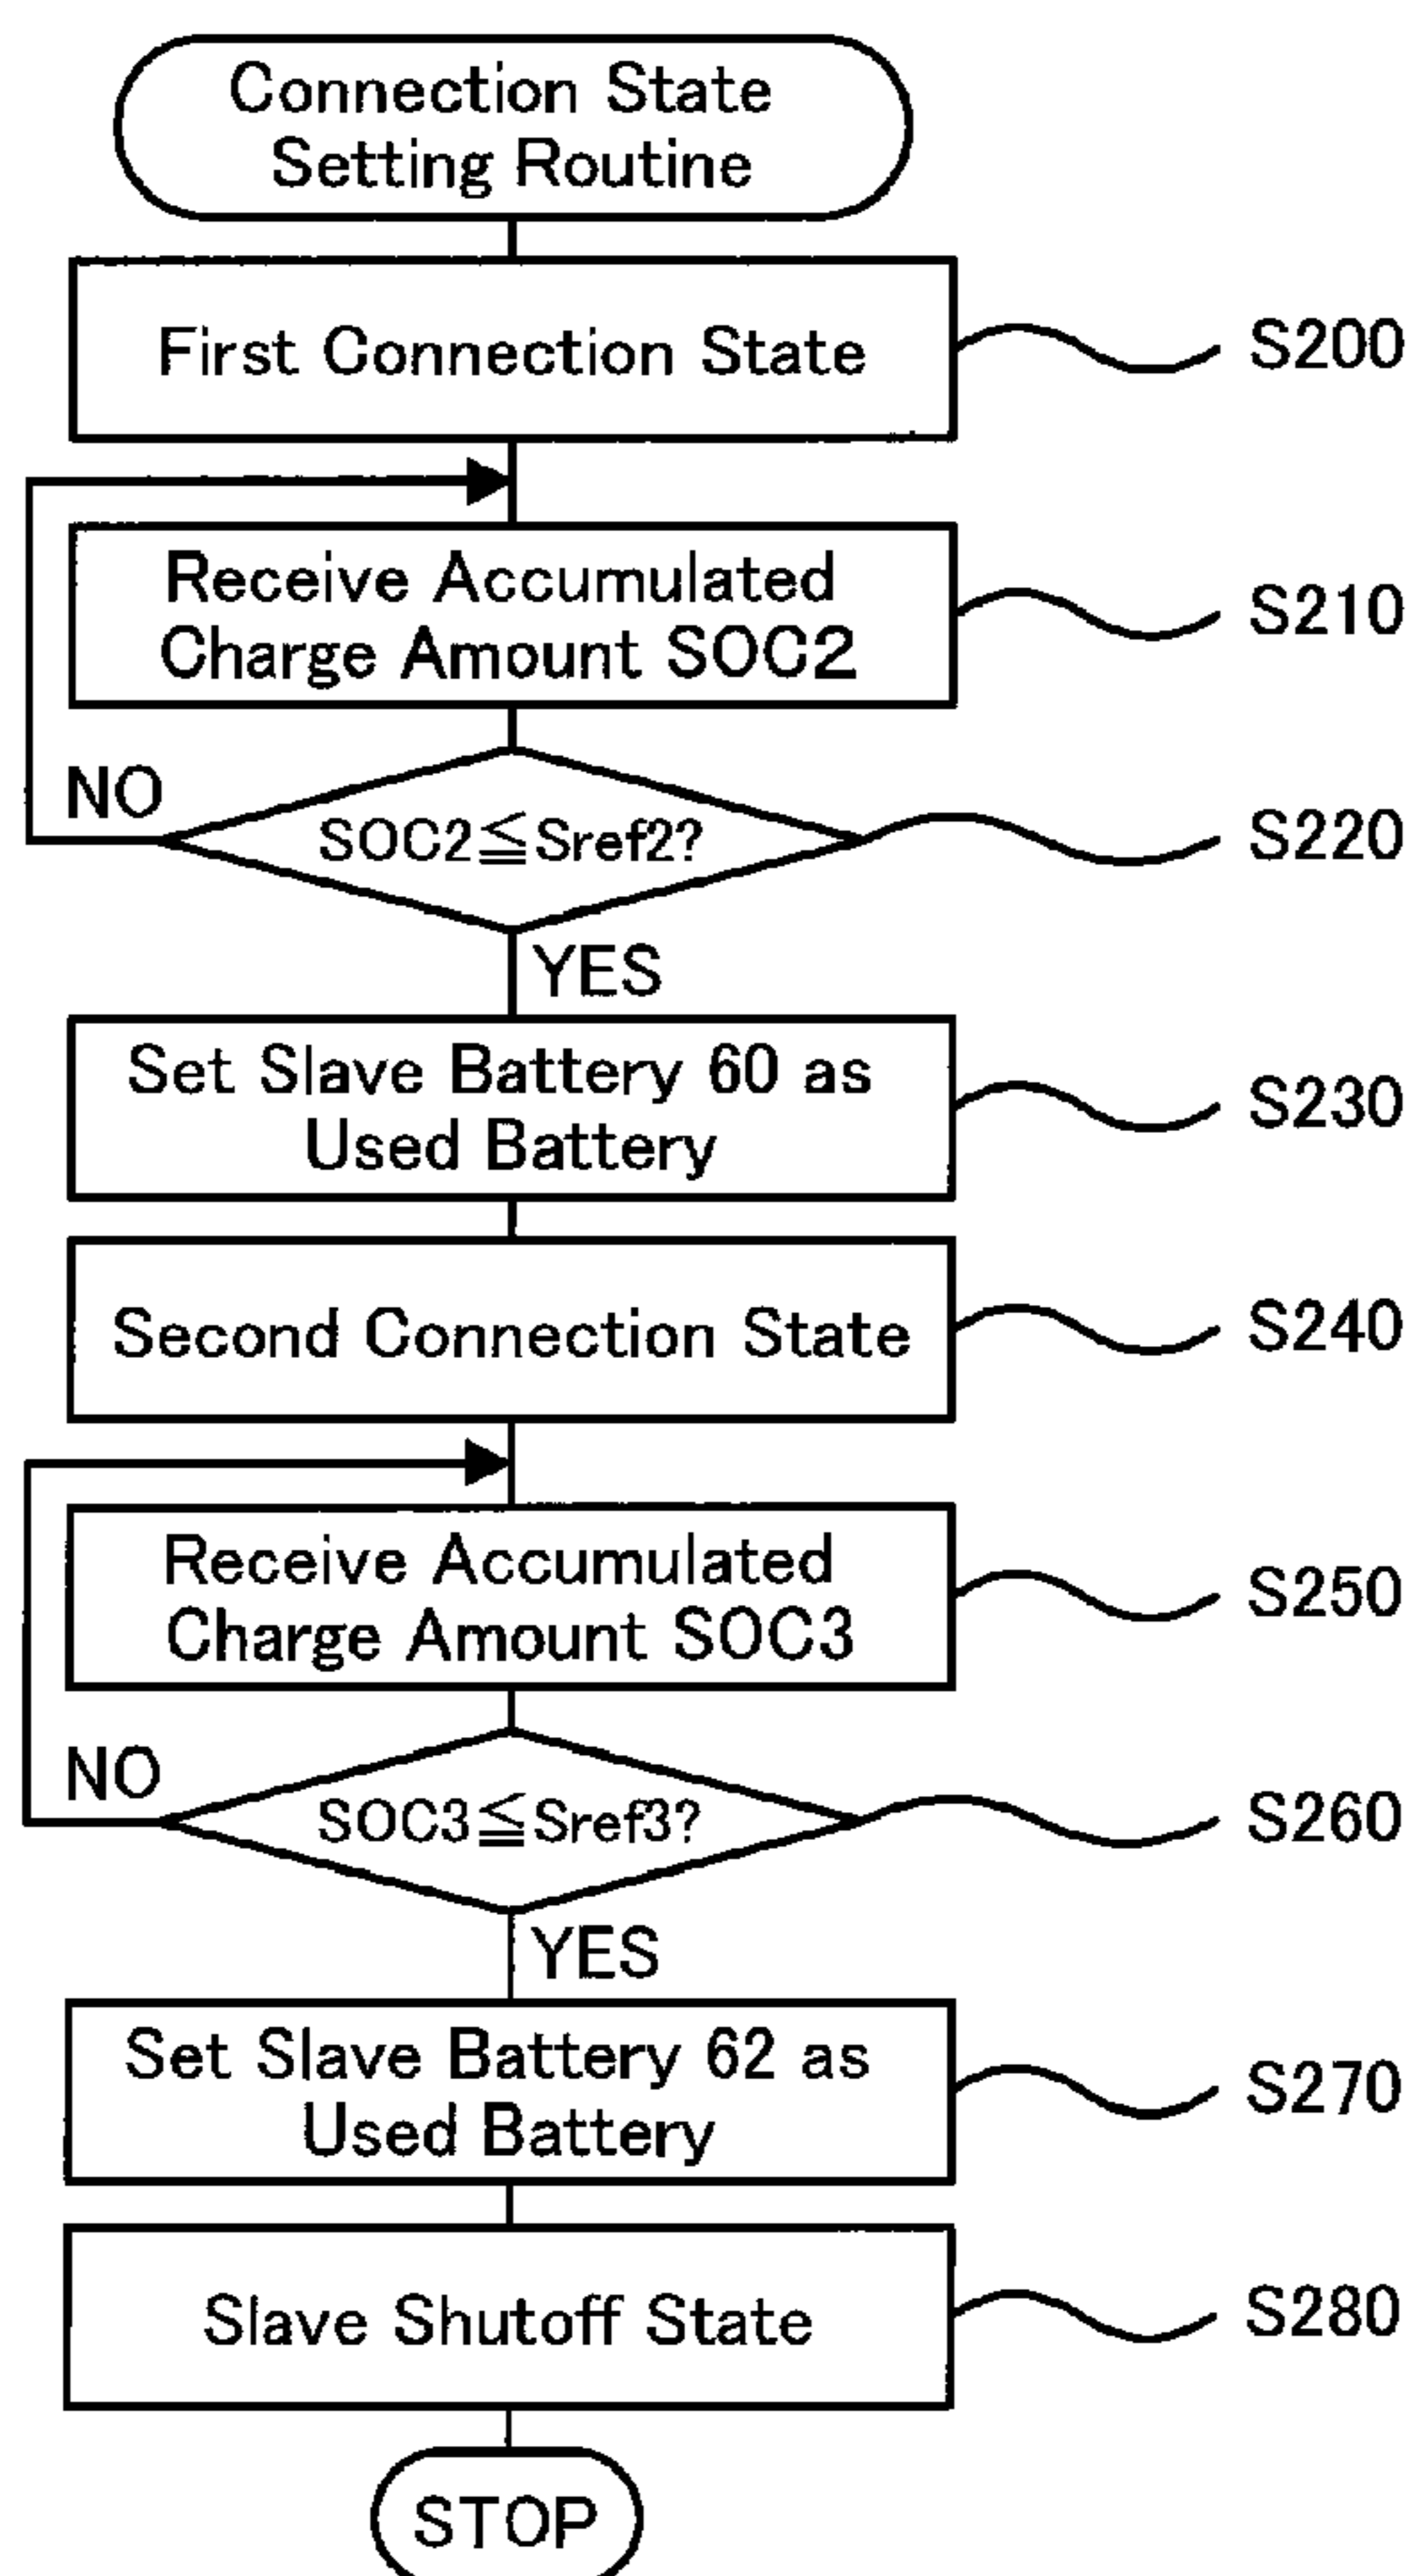 Connection State
Setting Routine
First Connection State
S200
Receive Accumulated
Charge Amount SOC2
S210
NO
SOC2≦Sref2?
S220
YES
Set Slave Battery 60 as
Used Battery
S230
Second Connection State
S240
Receive Accumulated
Charge Amount SOC3
S250
NO
SOC3≦Sref3?
S260
YES
Set Slave Battery 62 as
Used Battery
S270
Slave Shutoff State
S280
STOP